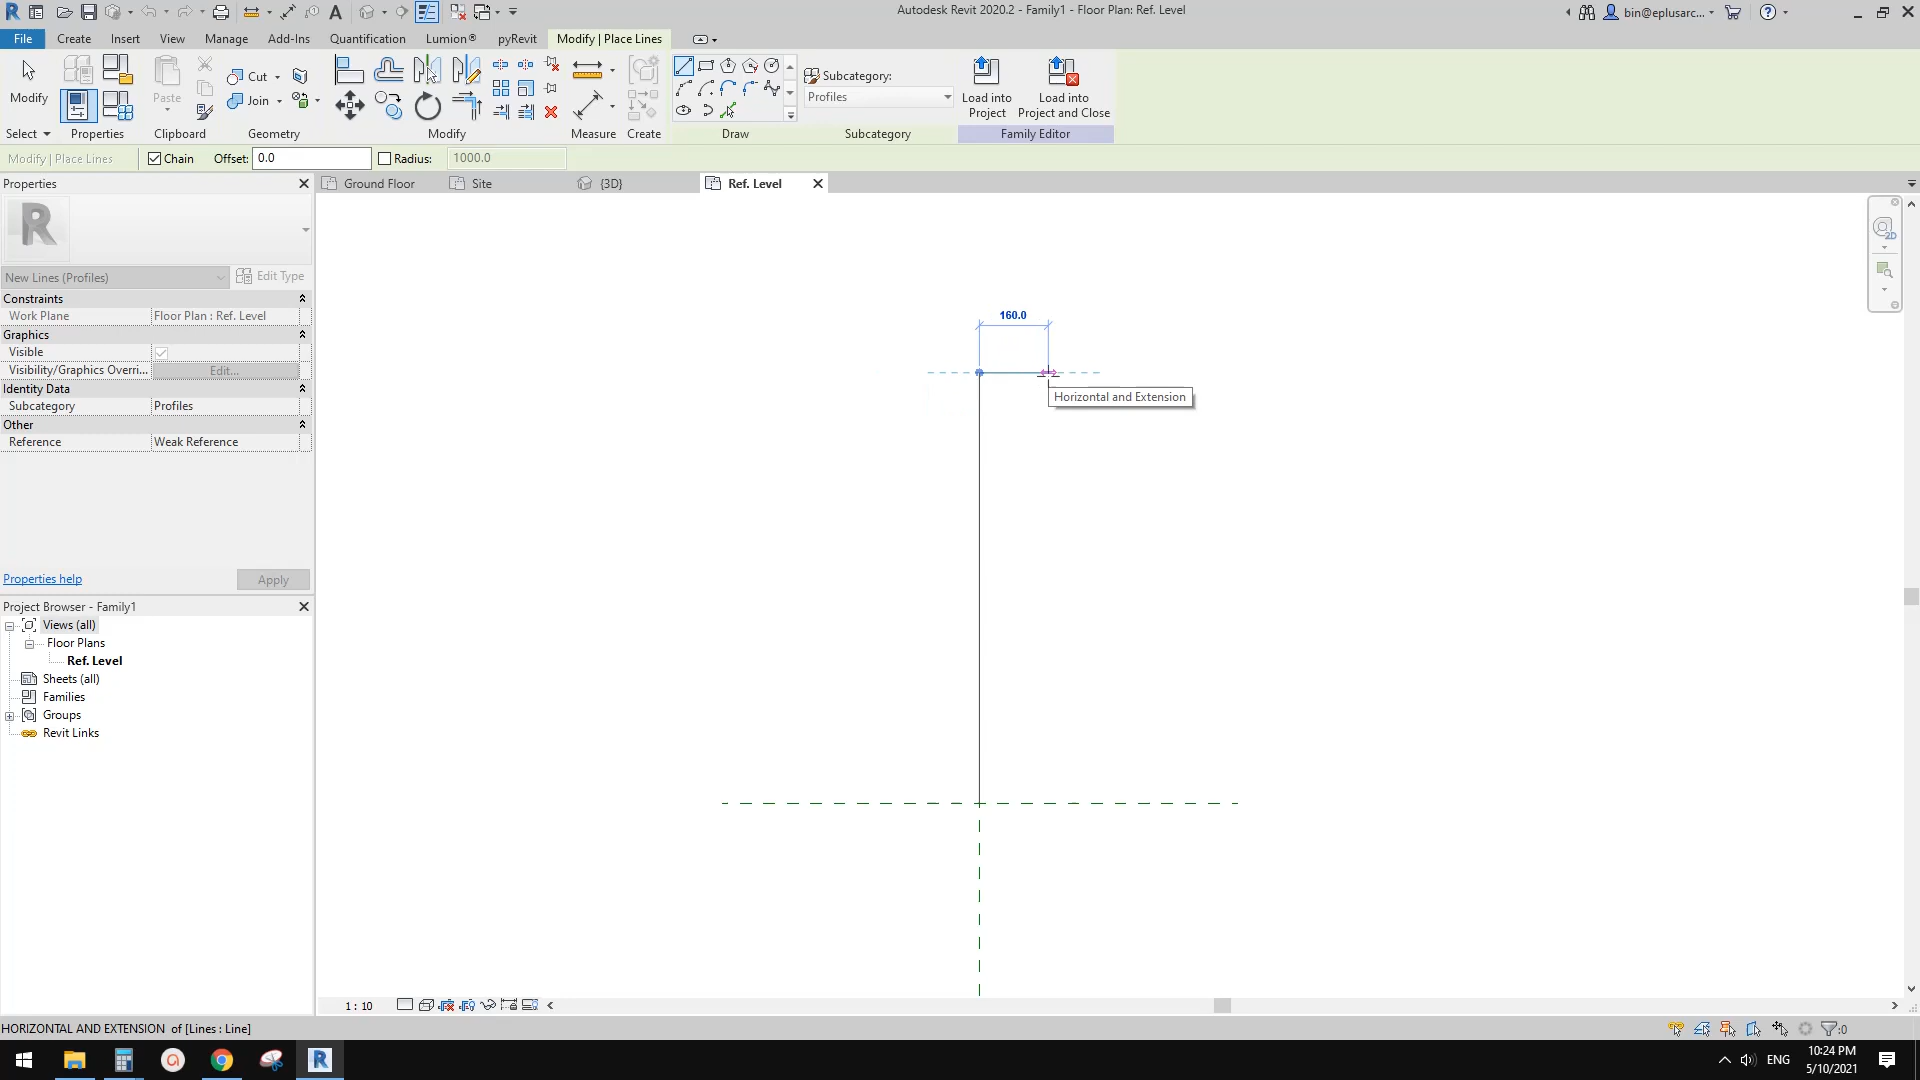 Autodesk Revit 2020.2 - Family1 - Floor Plan: Ref. Level
bin@eplusarc...
File
Create
Insert
View
Manage
Add-Ins
Quantification
Lumion®
pyRevit
Modify | Place Lines
Modify
Paste
Cut
Join
Subcategory:
Profiles
Load into
Project
Load into
Project and Close
Select
Properties
Clipboard
Geometry
Modify
Measure
Create
Draw
Subcategory
Family Editor
Modify | Place Lines
Chain
Offset:
0.0
Radius:
1000.0
Properties
Ground Floor
Site
{3D}
Ref. Level
New Lines (Profiles)
Edit Type
Constraints
Work Plane
Floor Plan : Ref. Level
Graphics
Visible
Visibility/Graphics Overri...
Edit...
Identity Data
Subcategory
Profiles
Other
Reference
Weak Reference
Properties help
Apply
Project Browser - Family1
Views (all)
Floor Plans
Ref. Level
Sheets (all)
Families
Groups
Revit Links
160.0
Horizontal and Extension
2D
1 : 10
HORIZONTAL AND EXTENSION of [Lines : Line]
:0
ENG
10:24 PM
5/10/2021